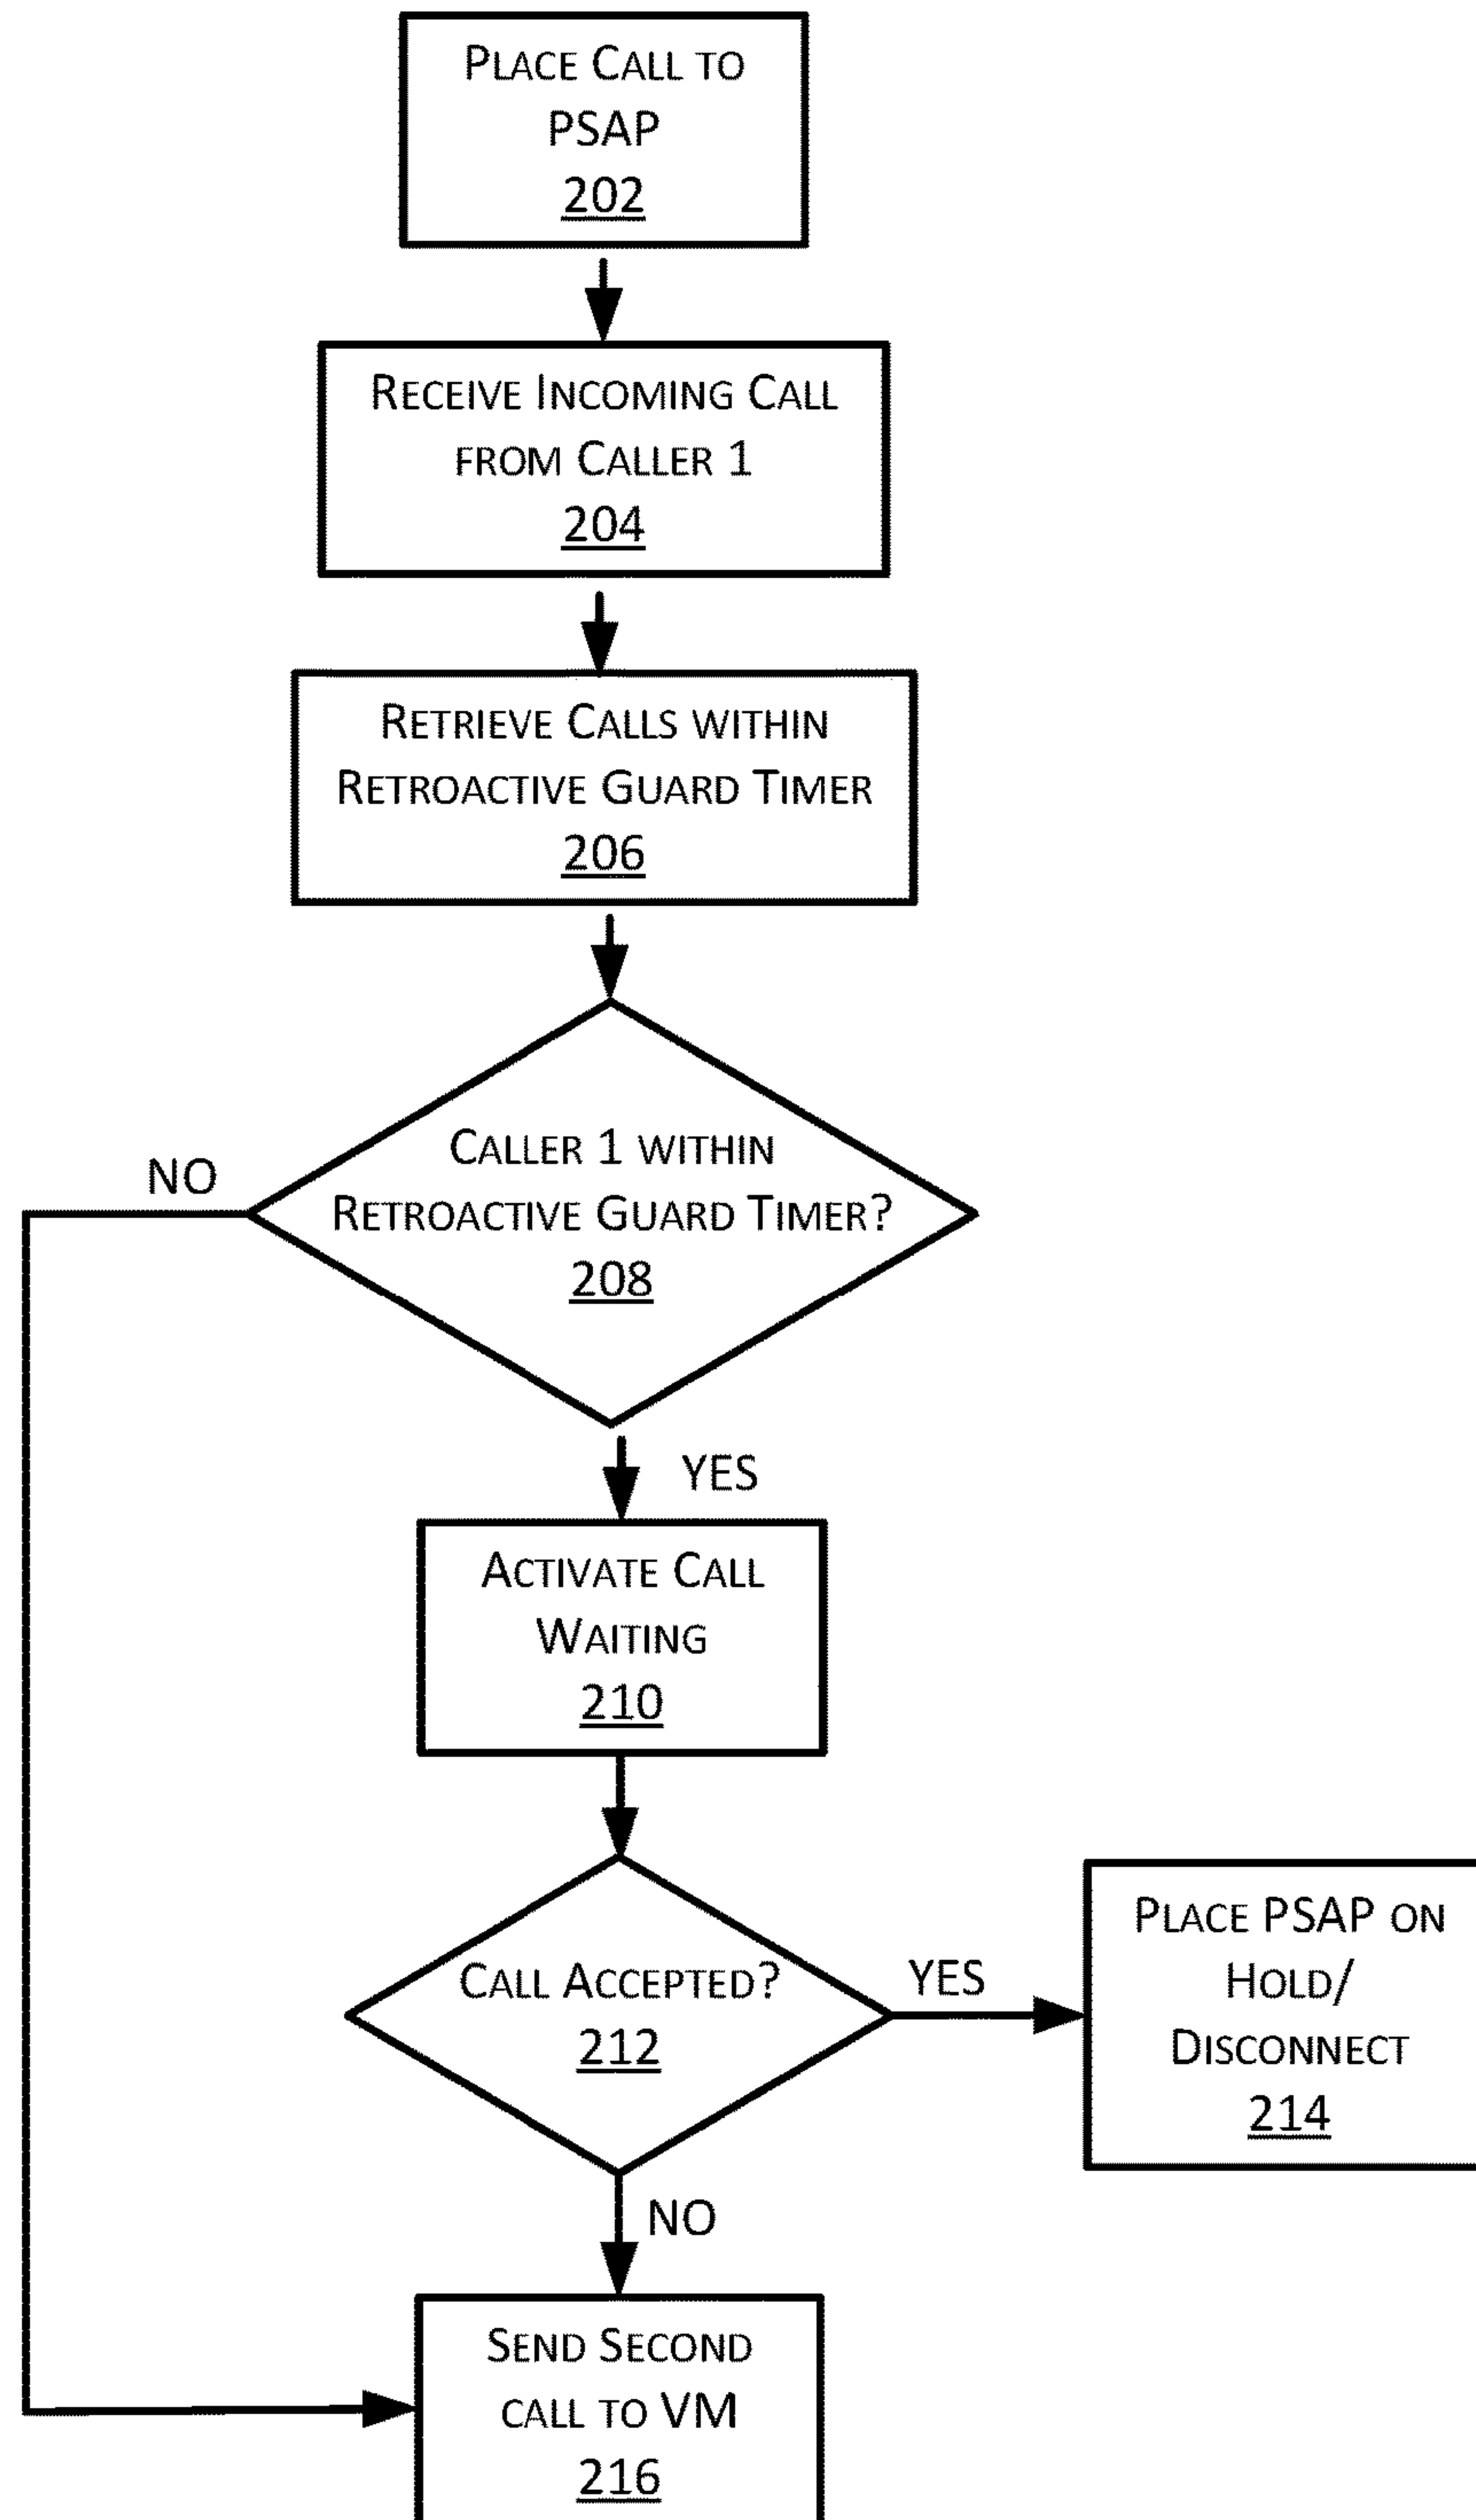 PLACE CALL TO
PSAP
202
RECEIVE INCOMING CALL
FROM CALLER 1
204
RETRIEVE CALLS WITHIN
RETROACTIVE GUARD TIMER
206
CALLER 1 WITHIN
RETROACTIVE GUARD TIMER?
208
NO
YES
ACTIVATE CALL
WAITING
210
CALL ACCEPTED?
212
YES
PLACE PSAP ON
HOLD/
DISCONNECT
214
NO
SEND SECOND
CALL TO VM
216